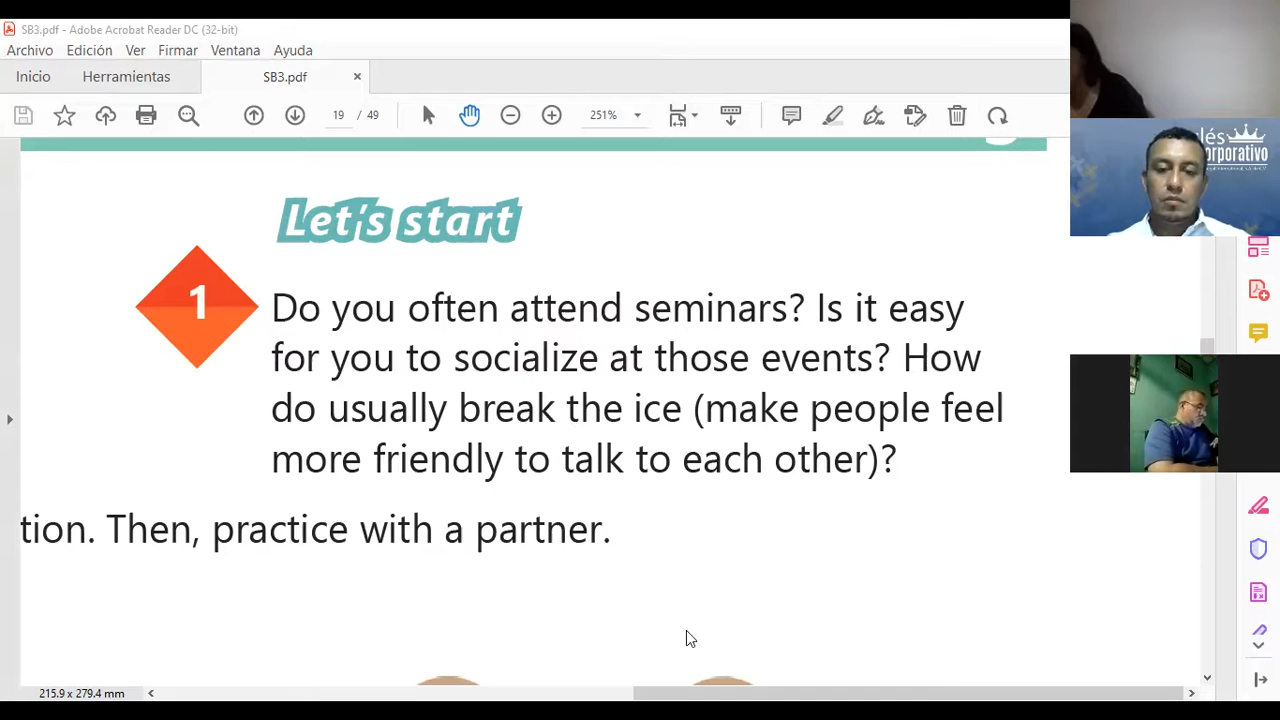 SB3.pdf - Adobe Acrobat Reader DC (32-bit)
Archivo Edición Ver Firmar Ventana Ayuda
Inicio Herramientas SB3.pdf ×
19 / 49 251%
Let's start
1 Do you often attend seminars? Is it easy
for you to socialize at those events? How
do usually break the ice (make people feel
more friendly to talk to each other)?
tion. Then, practice with a partner.
215.9 x 279.4 mm
lés
orporativo